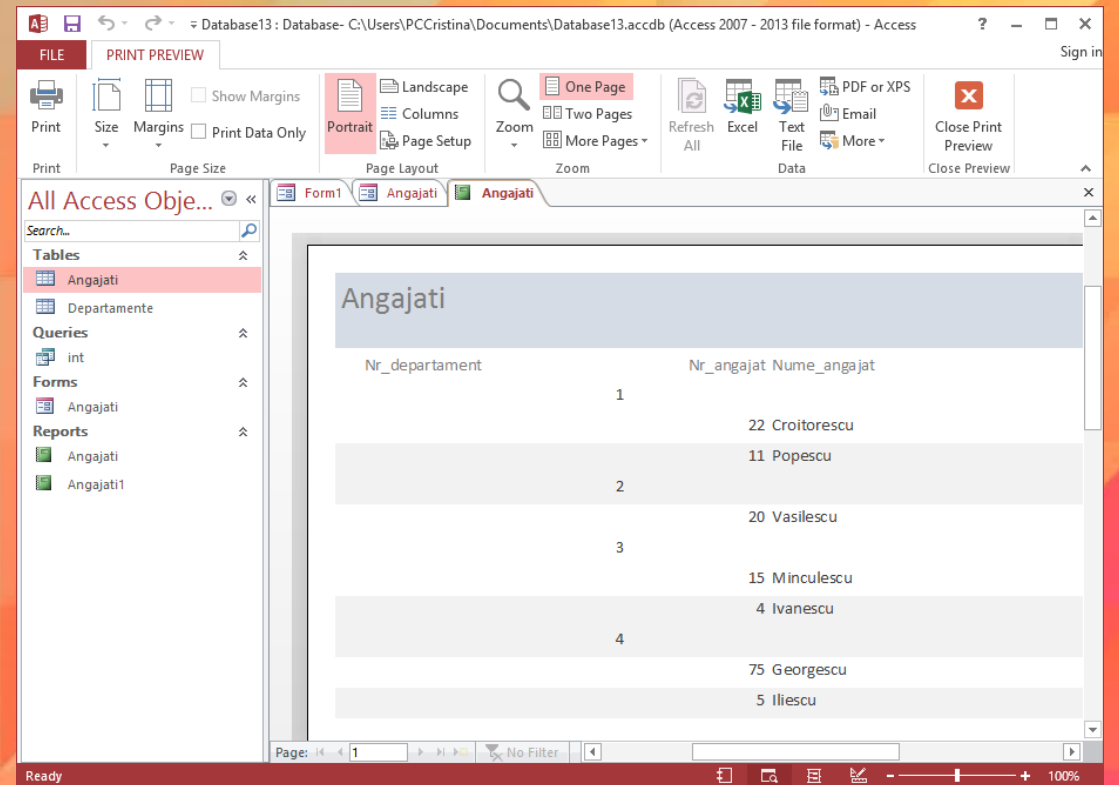 Database13 : Database- C:\Users\PCCristina\Documents\Database13.accdb (Access 2007 - 2013 file format) - Access
FILE PRINT PREVIEW Sign in
Print
Size
Margins
Show Margins
Print Data Only
Portrait
Landscape
Columns
Page Setup
Zoom
One Page
Two Pages
More Pages
Refresh All
Excel
Text File
PDF or XPS
Email
More
Close Print Preview
Print Page Size Page Layout Zoom Data Close Preview
All Access Obje...
Search...
Tables
Angajati
Departamente
Queries
int
Forms
Angajati
Reports
Angajati
Angajati1
Form1 Angajati Angajati
Angajati
Nr_departament Nr_angajat Nume_angajat
1
22 Croitorescu
11 Popescu
2
20 Vasilescu
3
15 Minculescu
4 Ivanescu
4
75 Georgescu
5 Iliescu
Page: 1 No Filter
Ready 100%